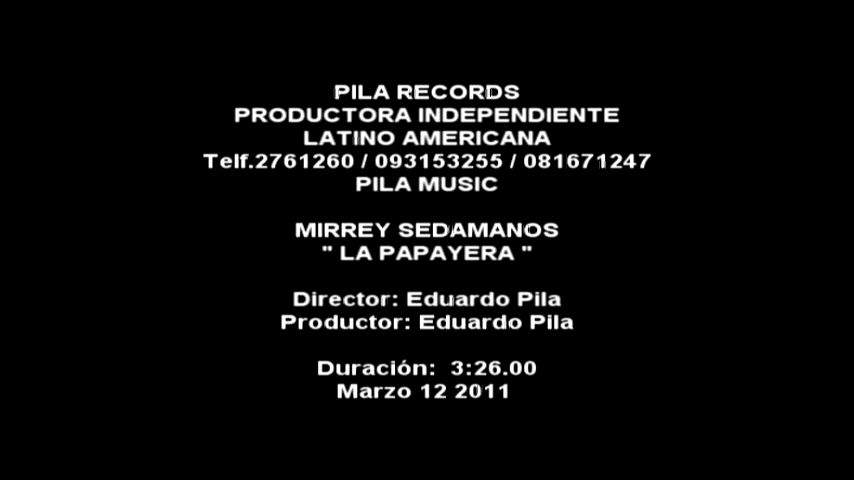 PILA RECORDS
PRODUCTORA INDEPENDIENTE
LATINO AMERICANA
Telf.2761260 / 093153255 / 081671247
PILA MUSIC
MIRREY SEDAMANOS
" LA PAPAYERA "
Director: Eduardo Pila
Productor: Eduardo Pila
Duración: 3:26.00
Marzo 12 2011